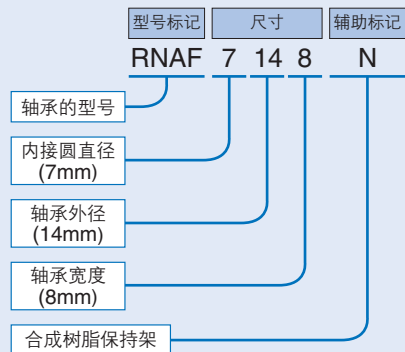 型号标记 尺寸 辅助标记
RNAF 7 14 8 N
轴承的型号
内接圆直径
(7mm)
轴承外径
(14mm)
轴承宽度
(8mm)
合成树脂保持架